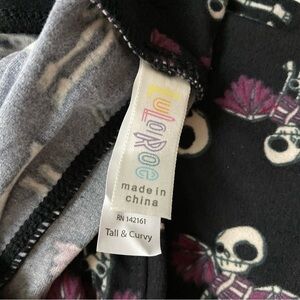 LuLaRoe
made in
china
RN 142161
Tall & Curvy